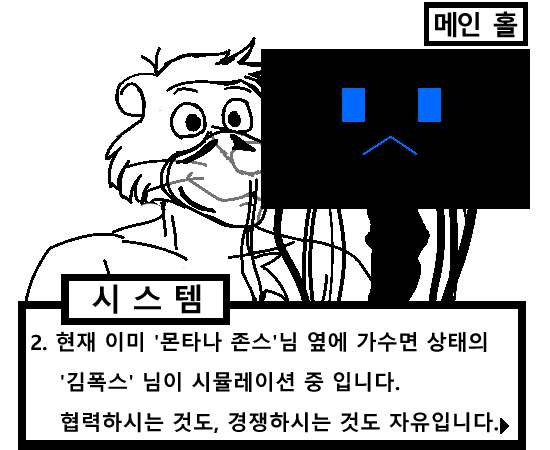 메인 홀
시스템
2. 현재 이미 '몬타나 존스'님 옆에 가수면 상태의
'김폭스' 님이 시뮬레이션 중 입니다.
협력하시는 것도, 경쟁하시는 것도 자유입니다.